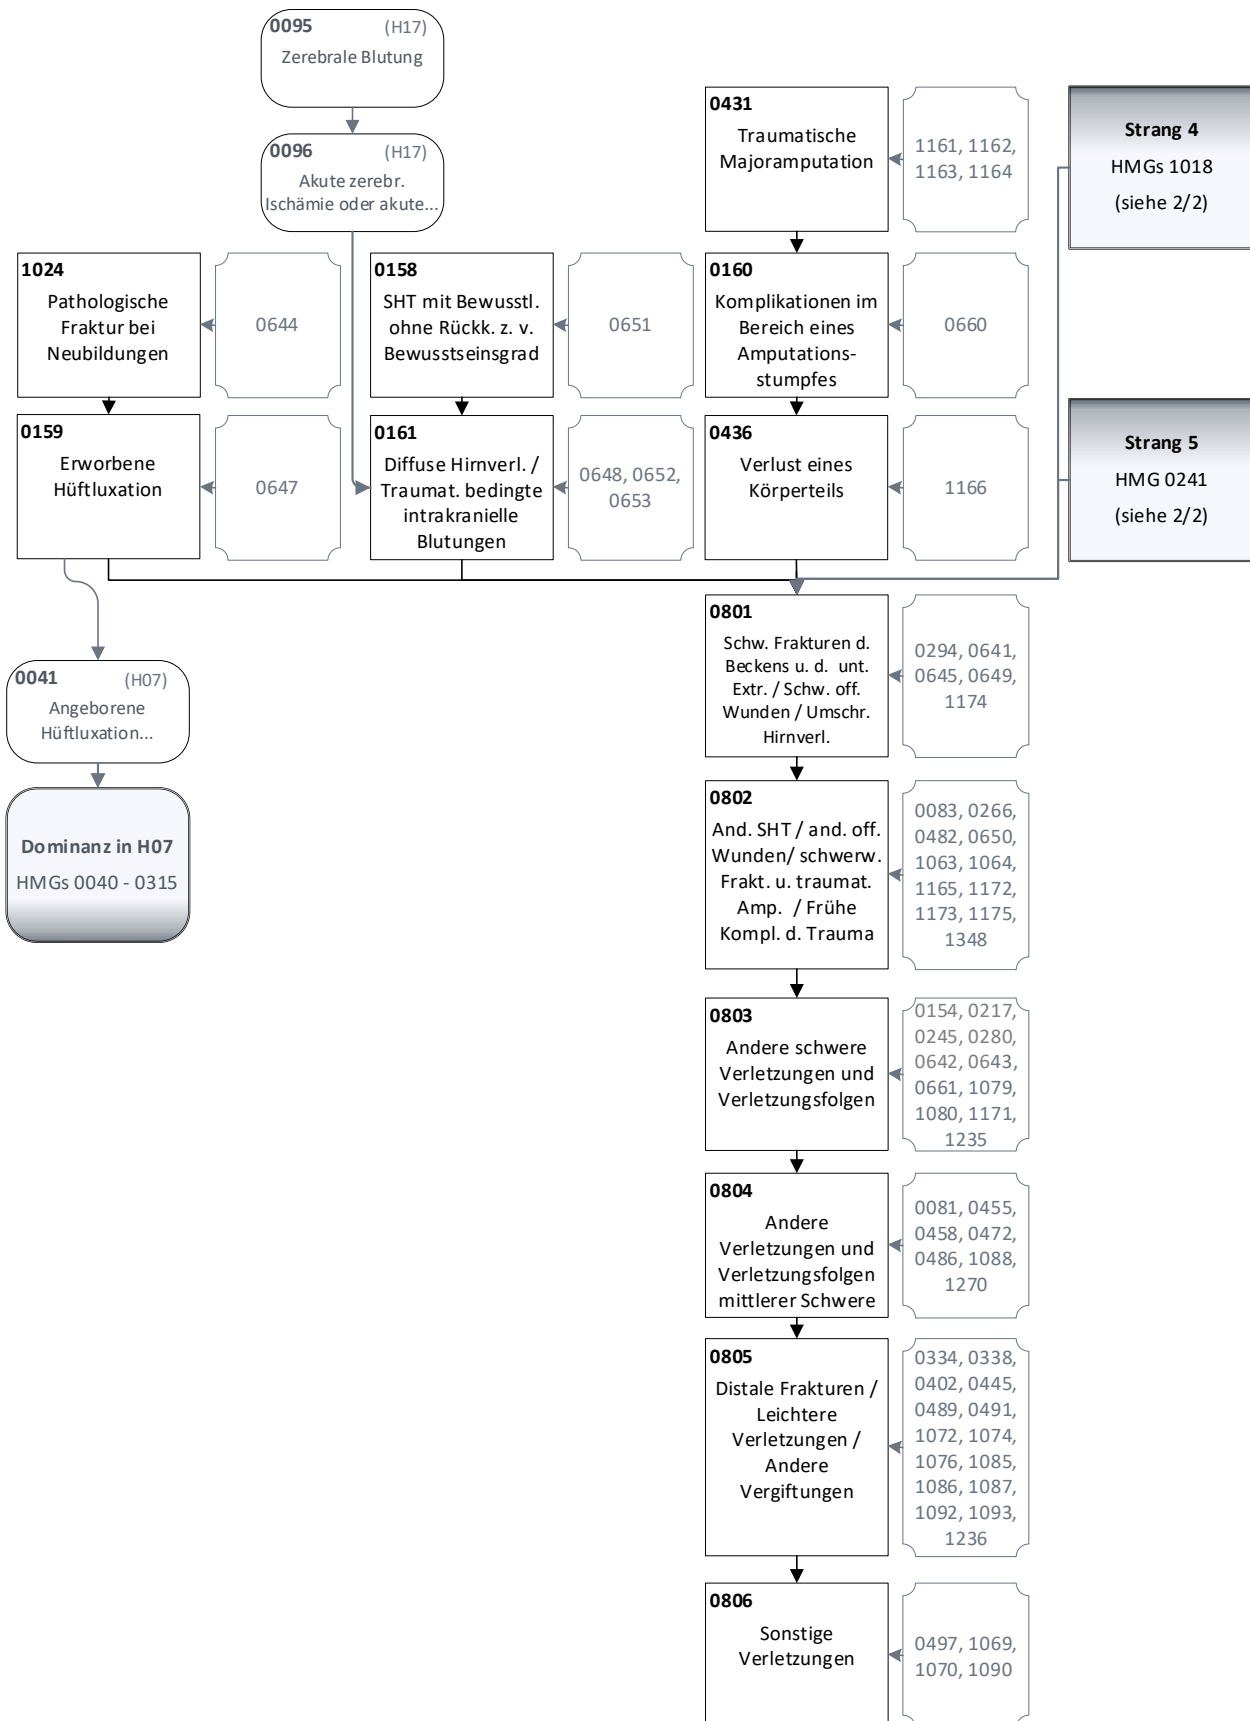 0095 (H17)
Zerebrale Blutung
0096 (H17)
Akute zerebr.
Ischämie oder akute...
0431
Traumatische
Majoramputation
1161, 1162,
1163, 1164
Strang 4
HMGs 1018
(siehe 2/2)
1024
Pathologische
Fraktur bei
Neubildungen
0644
0158
SHT mit Bewusstl.
ohne Rückk. z. v.
Bewusstseinsgrad
0651
0160
Komplikationen im
Bereich eines
Amputations-
stumpfes
0660
0159
Erworbene
Hüftluxation
0647
0161
Diffuse Hirnverl. /
Traumat. bedingte
intrakranielle
Blutungen
0648, 0652,
0653
0436
Verlust eines
Körperteils
1166
Strang 5
HMG 0241
(siehe 2/2)
0801
Schw. Frakturen d.
Beckens u. d. unt.
Extr. / Schw. off.
Wunden / Umschr.
Hirnverl.
0294, 0641,
0645, 0649,
1174
0041 (H07)
Angeborene
Hüftluxation...
Dominanz in H07
HMGs 0040 - 0315
0802
And. SHT / and. off.
Wunden/ schwerw.
Frakt. u. traumat.
Amp. / Frühe
Kompl. d. Trauma
0083, 0266,
0482, 0650,
1063, 1064,
1165, 1172,
1173, 1175,
1348
0803
Andere schwere
Verletzungen und
Verletzungsfolgen
0154, 0217,
0245, 0280,
0642, 0643,
0661, 1079,
1080, 1171,
1235
0804
Andere
Verletzungen und
Verletzungsfolgen
mittlerer Schwere
0081, 0455,
0458, 0472,
0486, 1088,
1270
0805
Distale Frakturen /
Leichtere
Verletzungen /
Andere
Vergiftungen
0334, 0338,
0402, 0445,
0489, 0491,
1072, 1074,
1076, 1085,
1086, 1087,
1092, 1093,
1236
0806
Sonstige
Verletzungen
0497, 1069,
1070, 1090